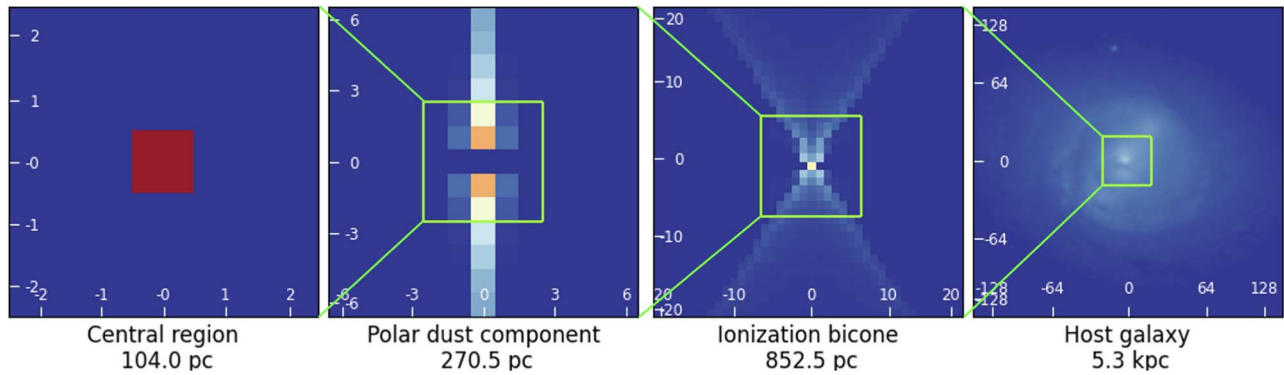 2
1
-0
-1
-2
-2 -1 -0 1 2
6
3
0
-3
-6
-6 -3 0 3 6
20
10
0
-10
-20
20 -10 0 10 20
128
64
0
-64
-128
-128 -64 0 64 128
Central region
104.0 pc
Polar dust component
270.5 pc
Ionization bicone
852.5 pc
Host galaxy
5.3 kpc